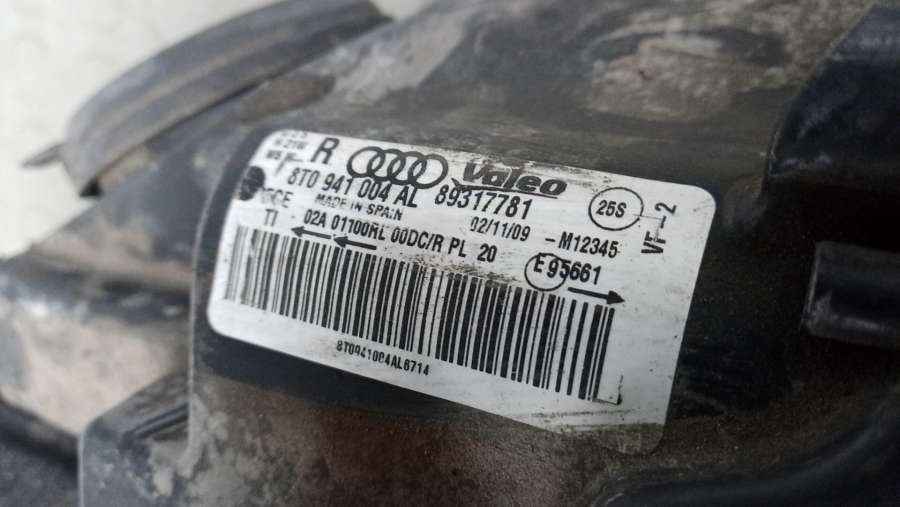 R Valeo
8T0 941 004 AL 89317781
MADE IN SPAIN 02/11/09 -M12345
TI 02A 01100RL 00DC/R PL 20
25S
VF-2
E 95661
8T0941004AL6714